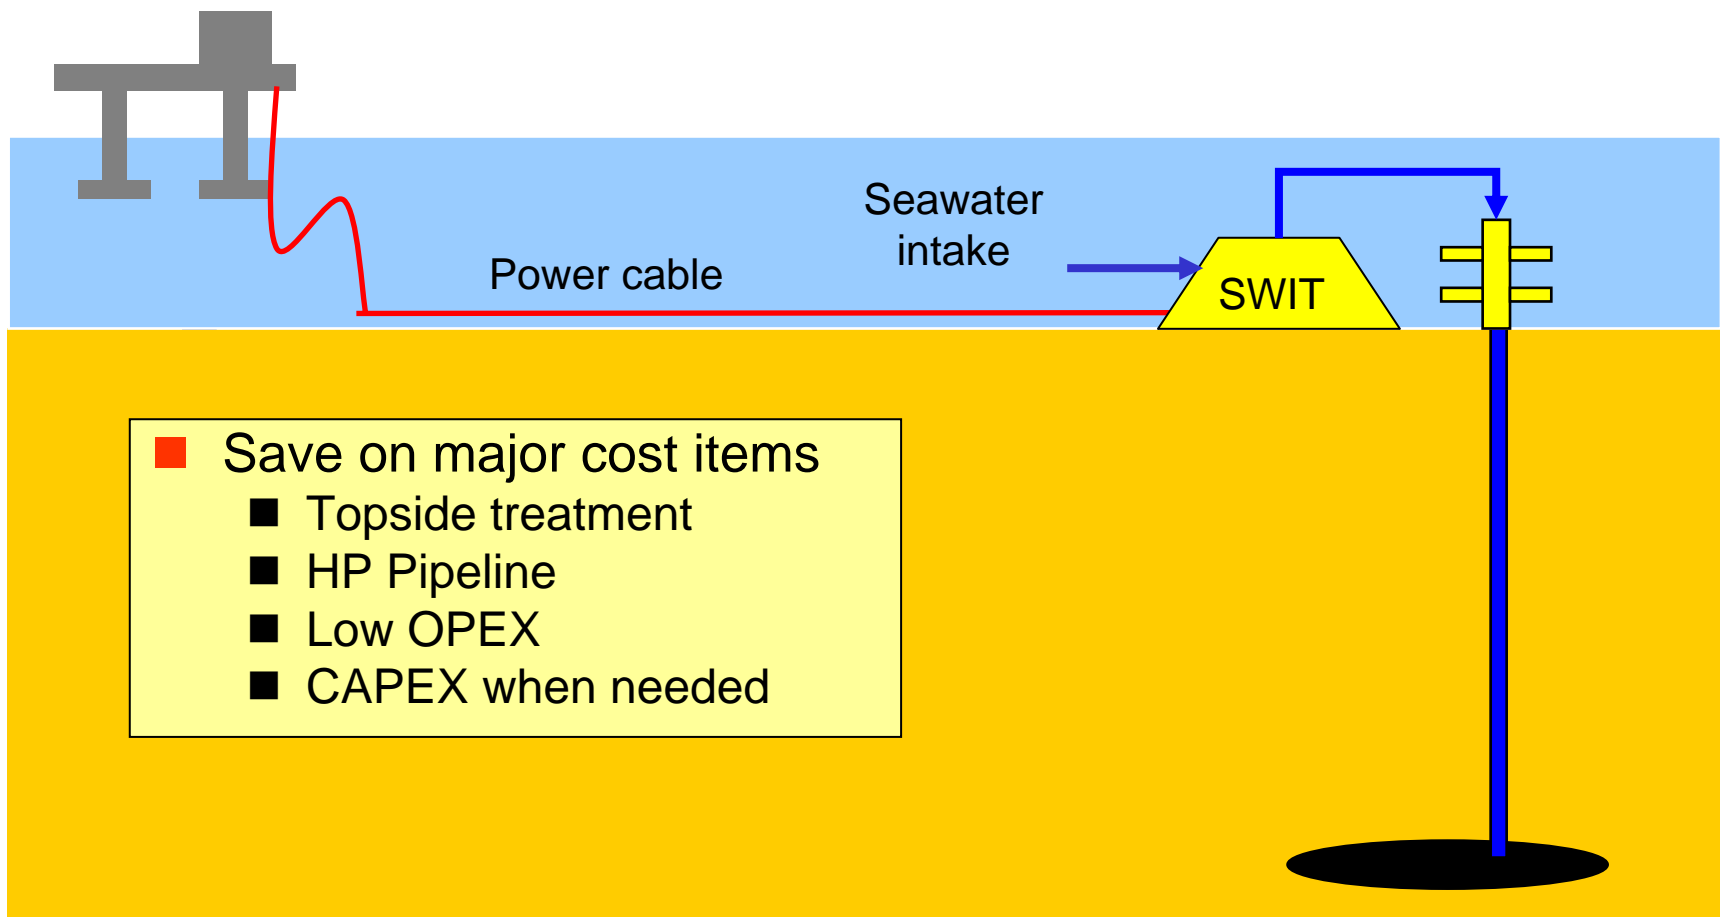 Seawater
intake
Power cable
SWIT
Save on major cost items
Topside treatment
HP Pipeline
Low OPEX
CAPEX when needed